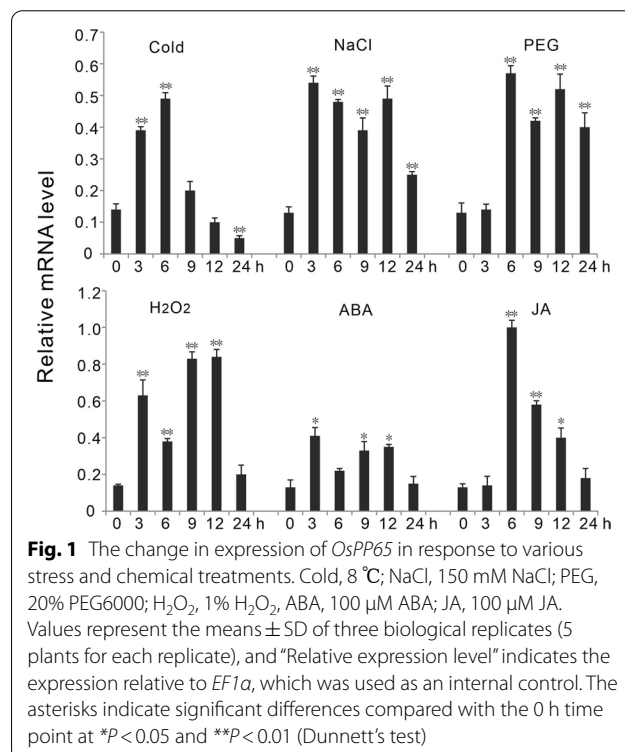 0.7
Cold NaCl PEG
** ** ** ** ** ** ** ** ** ** ** **
0.6
0.5
0.4
0.3
0.2
0.1
0
0 3 6 9 12 24 h 0 3 6 9 12 24 h 0 3 6 9 12 24 h
Relative mRNA level
1.2
H2O2 ABA JA
** ** ** ** * * * ** ** *
1.0
0.8
0.6
0.4
0.2
0
0 3 6 9 12 24 h 0 3 6 9 12 24 h 0 3 6 9 12 24 h
Fig. 1 The change in expression of OsPP65 in response to various
stress and chemical treatments. Cold, 8 ℃; NaCl, 150 mM NaCl; PEG,
20% PEG6000; H₂O₂, 1% H₂O₂, ABA, 100 μM ABA; JA, 100 μM JA.
Values represent the means ± SD of three biological replicates (5
plants for each replicate), and “Relative expression level” indicates the
expression relative to EF1α, which was used as an internal control. The
asterisks indicate significant differences compared with the 0 h time
point at *P < 0.05 and **P < 0.01 (Dunnett’s test)